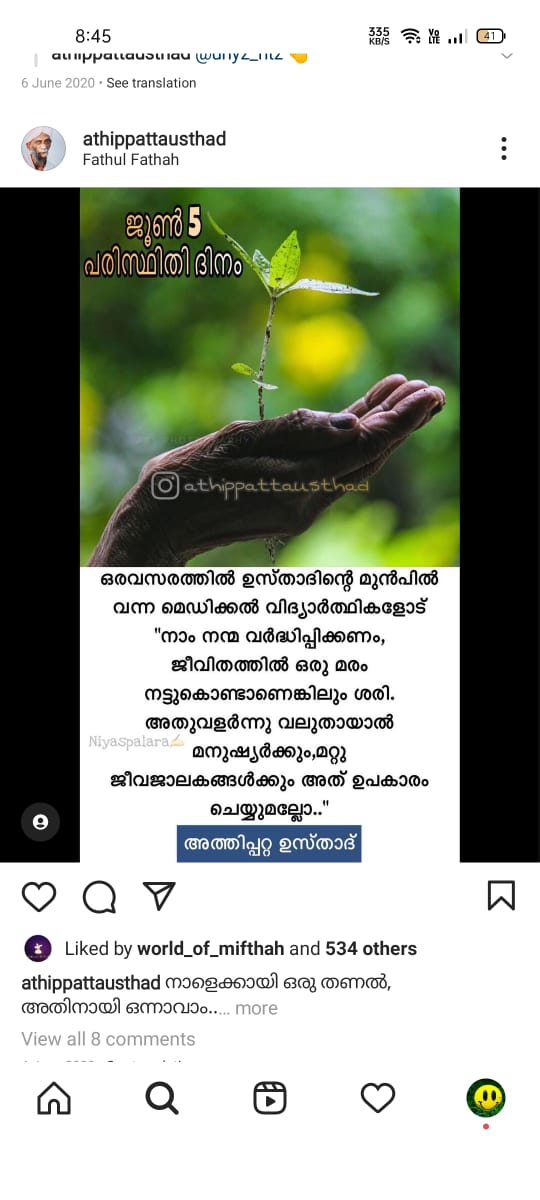 8:45
335 KB/S
Vo LTE
41
athippattausthad @dhyz_ntz
6 June 2020 • See translation
athippattausthad
Fathul Fathah
ജൂൺ 5
പരിസ്ഥിതി ദിനം
athippattausthad
ഒരവസരത്തിൽ ഉസ്താദിന്റെ മുൻപിൽ
വന്ന മെഡിക്കൽ വിദ്യാർത്ഥികളോട്
"നാം നന്മ വർദ്ധിപ്പിക്കണം,
ജീവിതത്തിൽ ഒരു മരം
നട്ടുകൊണ്ടാണെങ്കിലും ശരി.
അതുവളർന്നു വലുതായാൽ
Niyaspalara✍
മനുഷ്യർക്കും,മറ്റു
ജീവജാലകങ്ങൾക്കും അത് ഉപകാരം
ചെയ്യുമല്ലോ.."
അത്തിപ്പറ്റ ഉസ്താദ്
Liked by world_of_mifthah and 534 others
athippattausthad നാളെക്കായി ഒരു തണൽ,
അതിനായി ഒന്നാവാം..... more
View all 8 comments